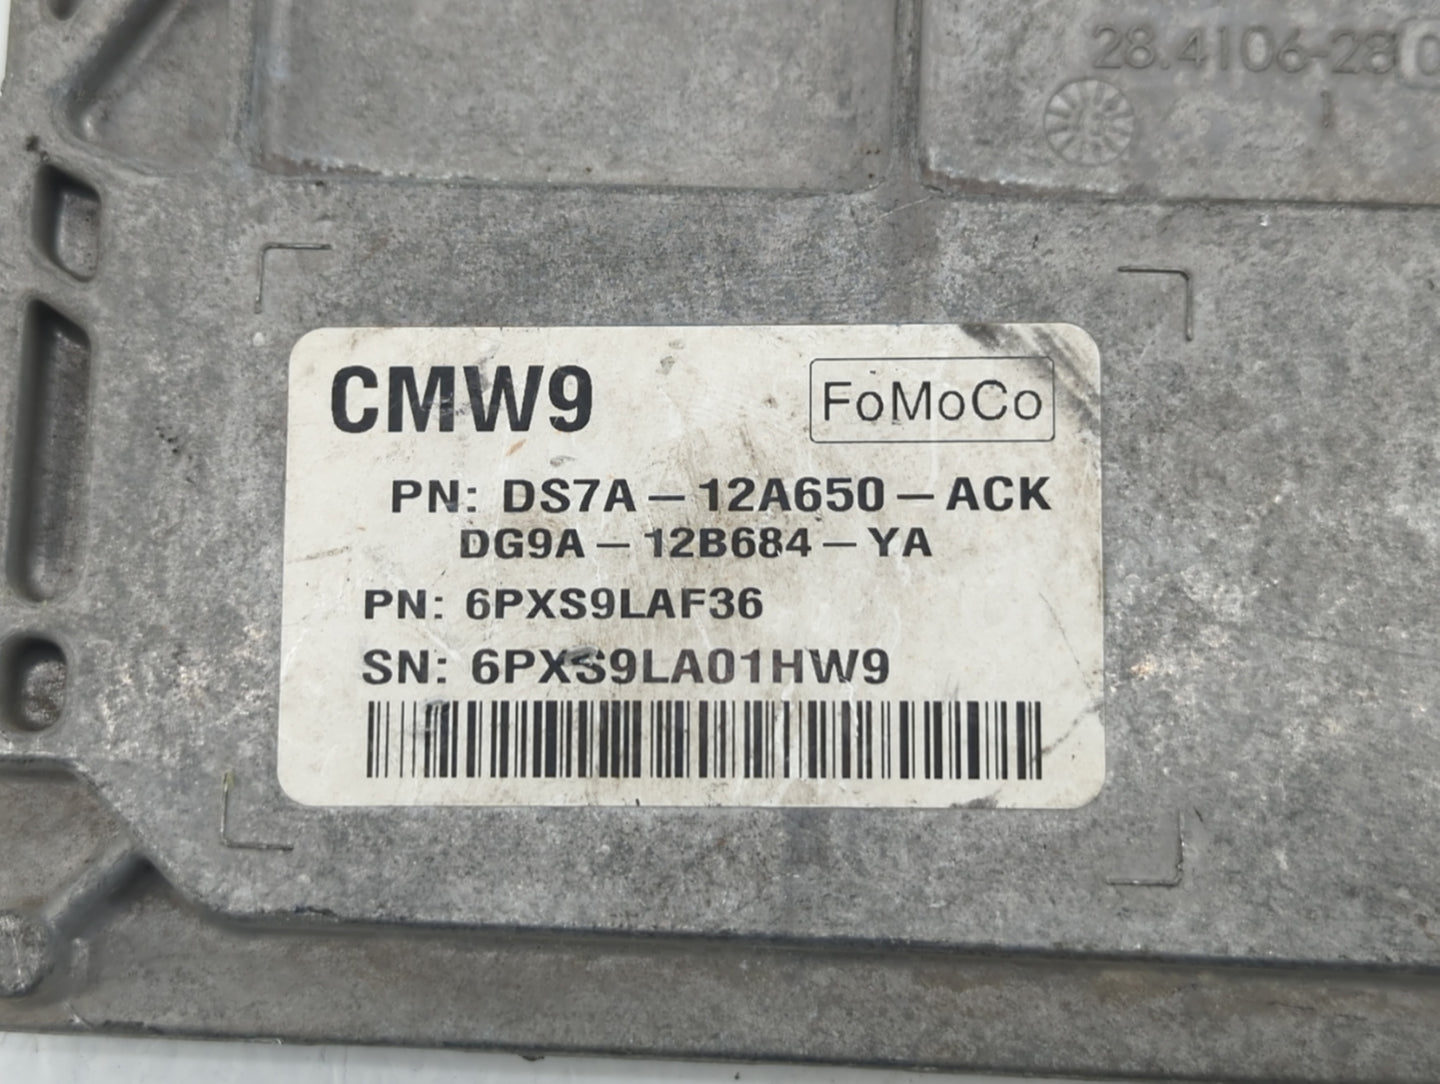 28.4106-28
CMW9
FoMoCo
PN: DS7A-12A650-ACK
DG9A-12B684-YA
PN: 6PXS9LAF36
SN: 6PXS9LA01HW9